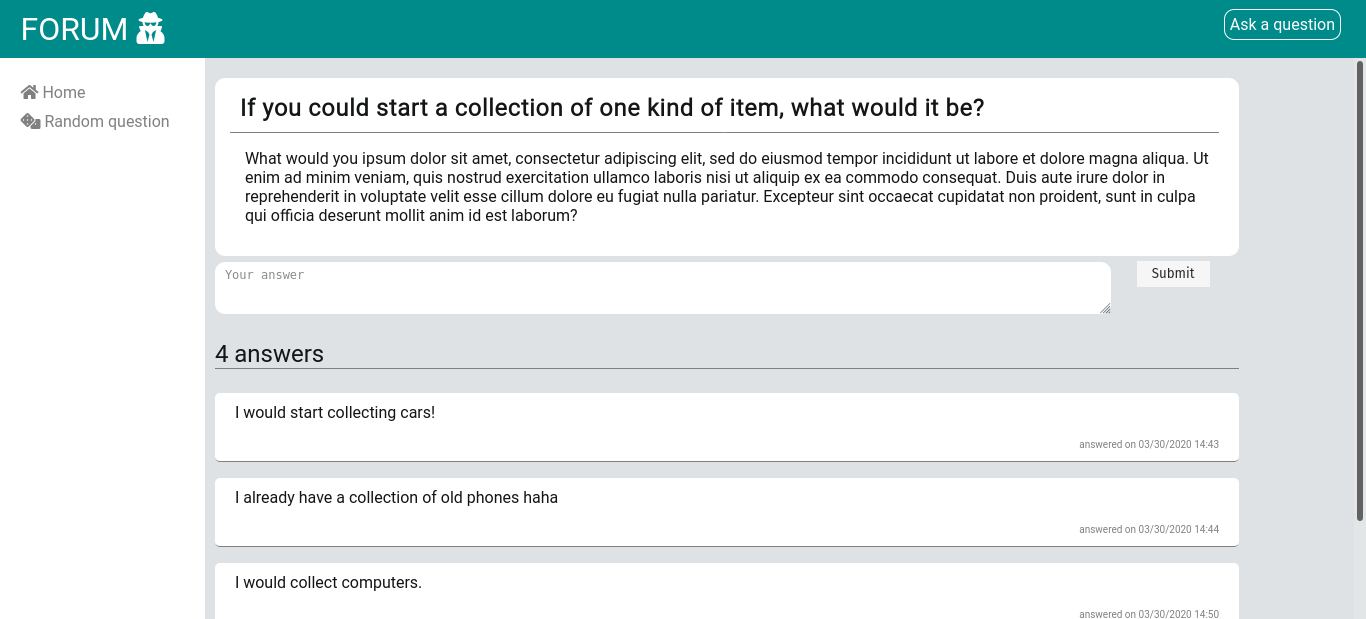 FORUM
Ask a question
Home
Random question
If you could start a collection of one kind of item, what would it be?
What would you ipsum dolor sit amet, consectetur adipiscing elit, sed do eiusmod tempor incididunt ut labore et dolore magna aliqua. Ut
enim ad minim veniam, quis nostrud exercitation ullamco laboris nisi ut aliquip ex ea commodo consequat. Duis aute irure dolor in
reprehenderit in voluptate velit esse cillum dolore eu fugiat nulla pariatur. Excepteur sint occaecat cupidatat non proident, sunt in culpa
qui officia deserunt mollit anim id est laborum?
Your answer
Submit
4 answers
I would start collecting cars!
answered on 03/30/2020 14:43
I already have a collection of old phones haha
answered on 03/30/2020 14:44
I would collect computers.
answered on 03/30/2020 14:50